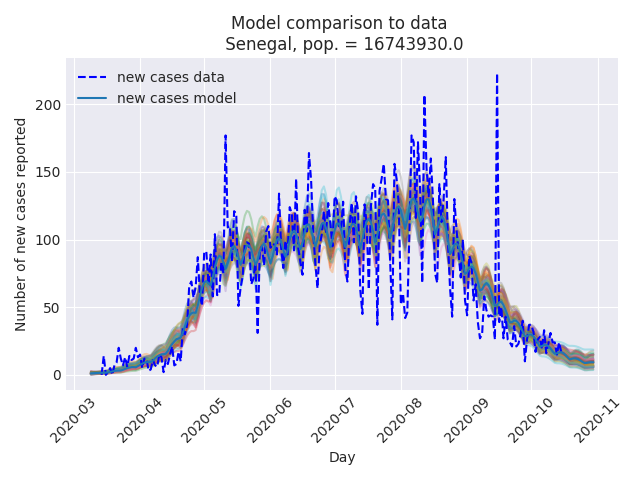 Model comparison to data
Senegal, pop. = 16743930.0
new cases data
new cases model
Number of new cases reported
200
150
100
50
0
2020-03
2020-04
2020-05
2020-06
2020-07
2020-08
2020-09
2020-10
2020-11
Day